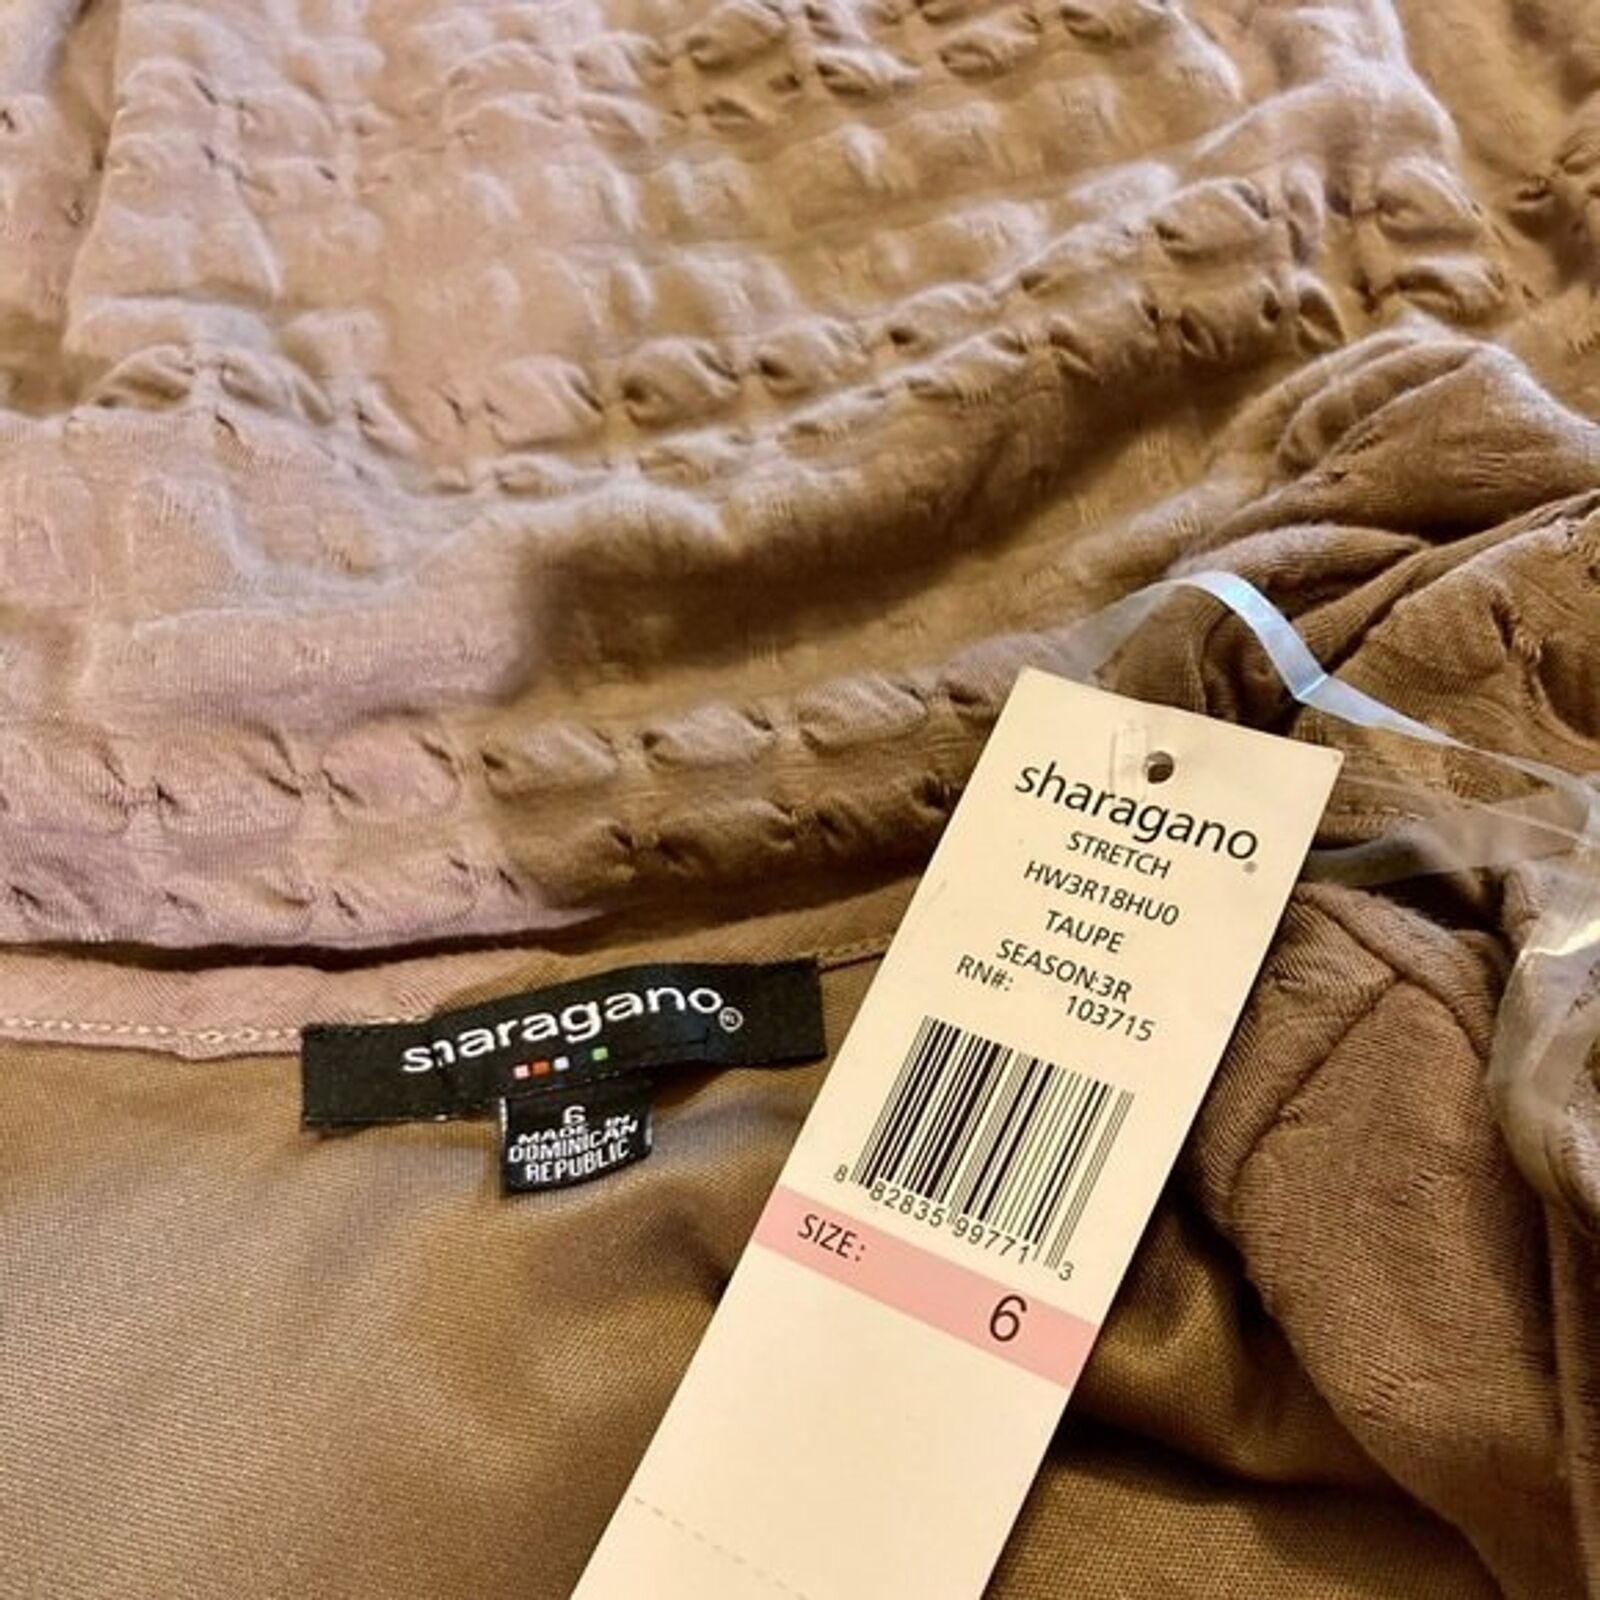 sharagano®
STRETCH
HW3R18HU0
TAUPE
SEASON:3R
RN#: 103715
8 82835 99771 3
SIZE:
6
sharagano®
6
MADE IN
DOMINICAN
REPUBLIC